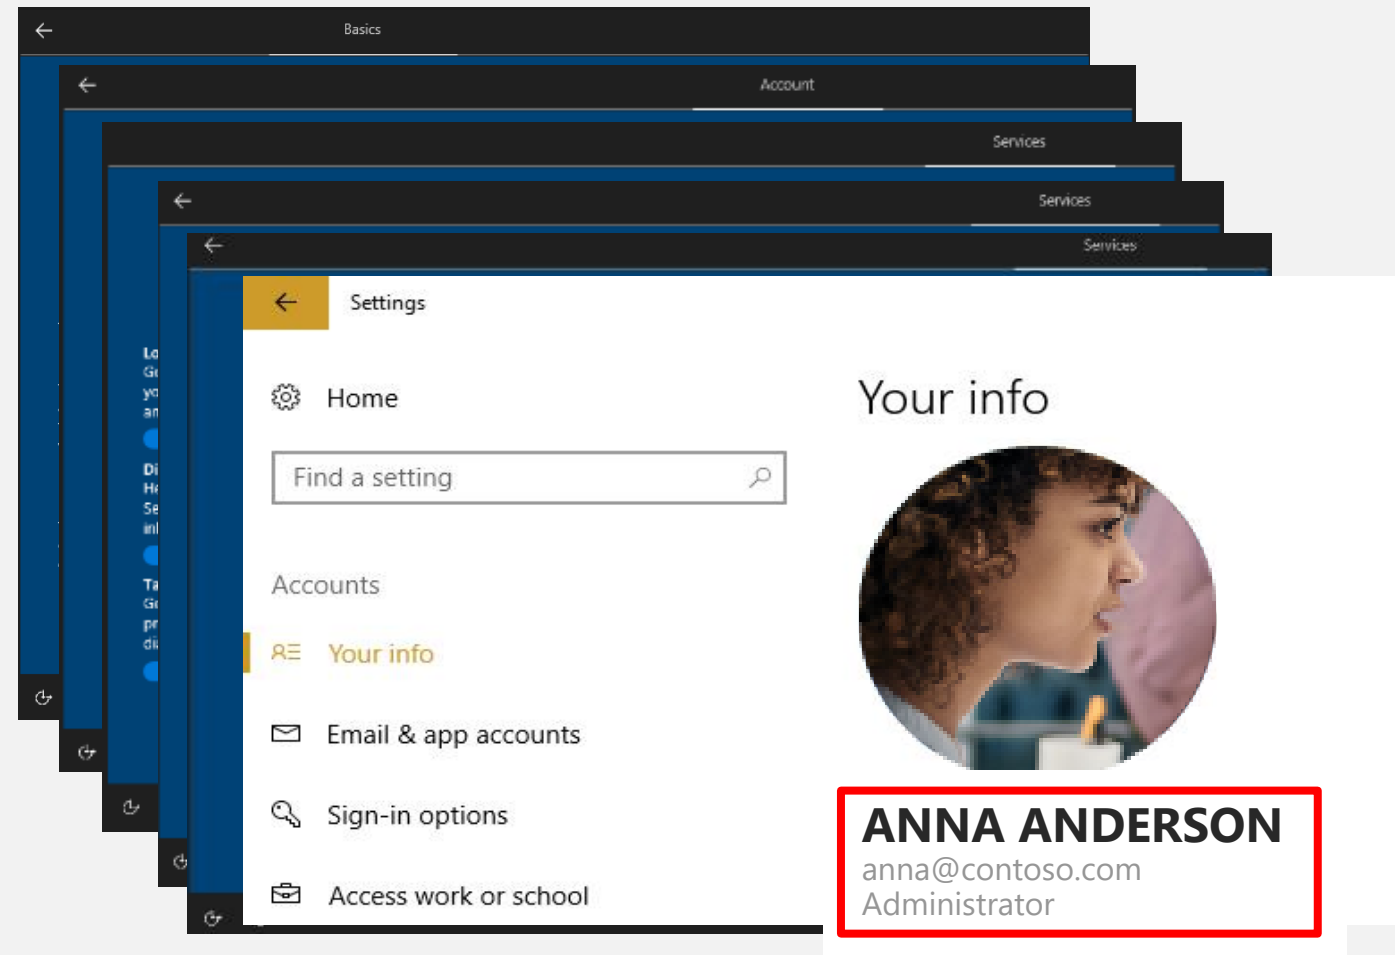 Basics
Account
Services
Services
Services
Settings
Home
Find a setting
Accounts
Your info
Email & app accounts
Sign-in options
Access work or school
Your info
ANNA ANDERSON
anna@contoso.com
Administrator